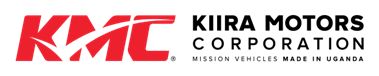 KMC®
KIIRA MOTORS
CORPORATION
MISSION VEHICLES MADE IN UGANDA